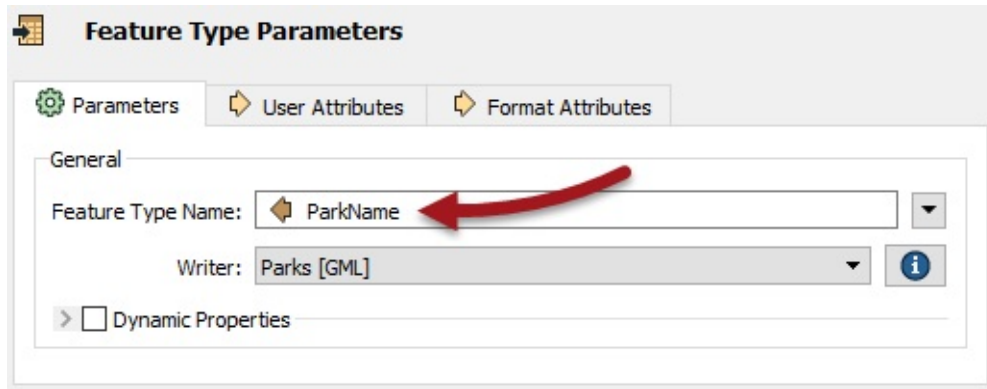 Feature Type Parameters
Parameters User Attributes Format Attributes
General
Feature Type Name: ParkName
Writer: Parks [GML]
Dynamic Properties